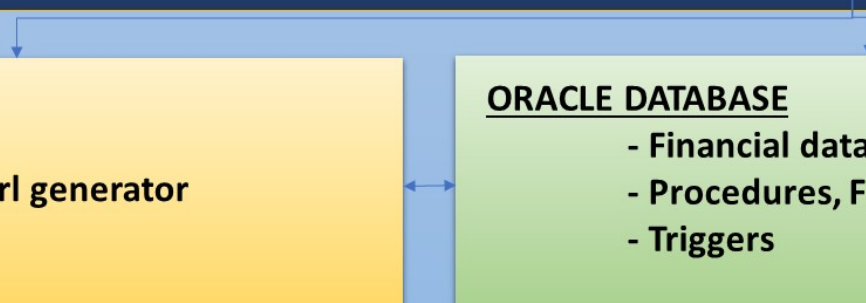 ORACLE DATABASE
- Financial data
rl generator
- Procedures, F
- Triggers